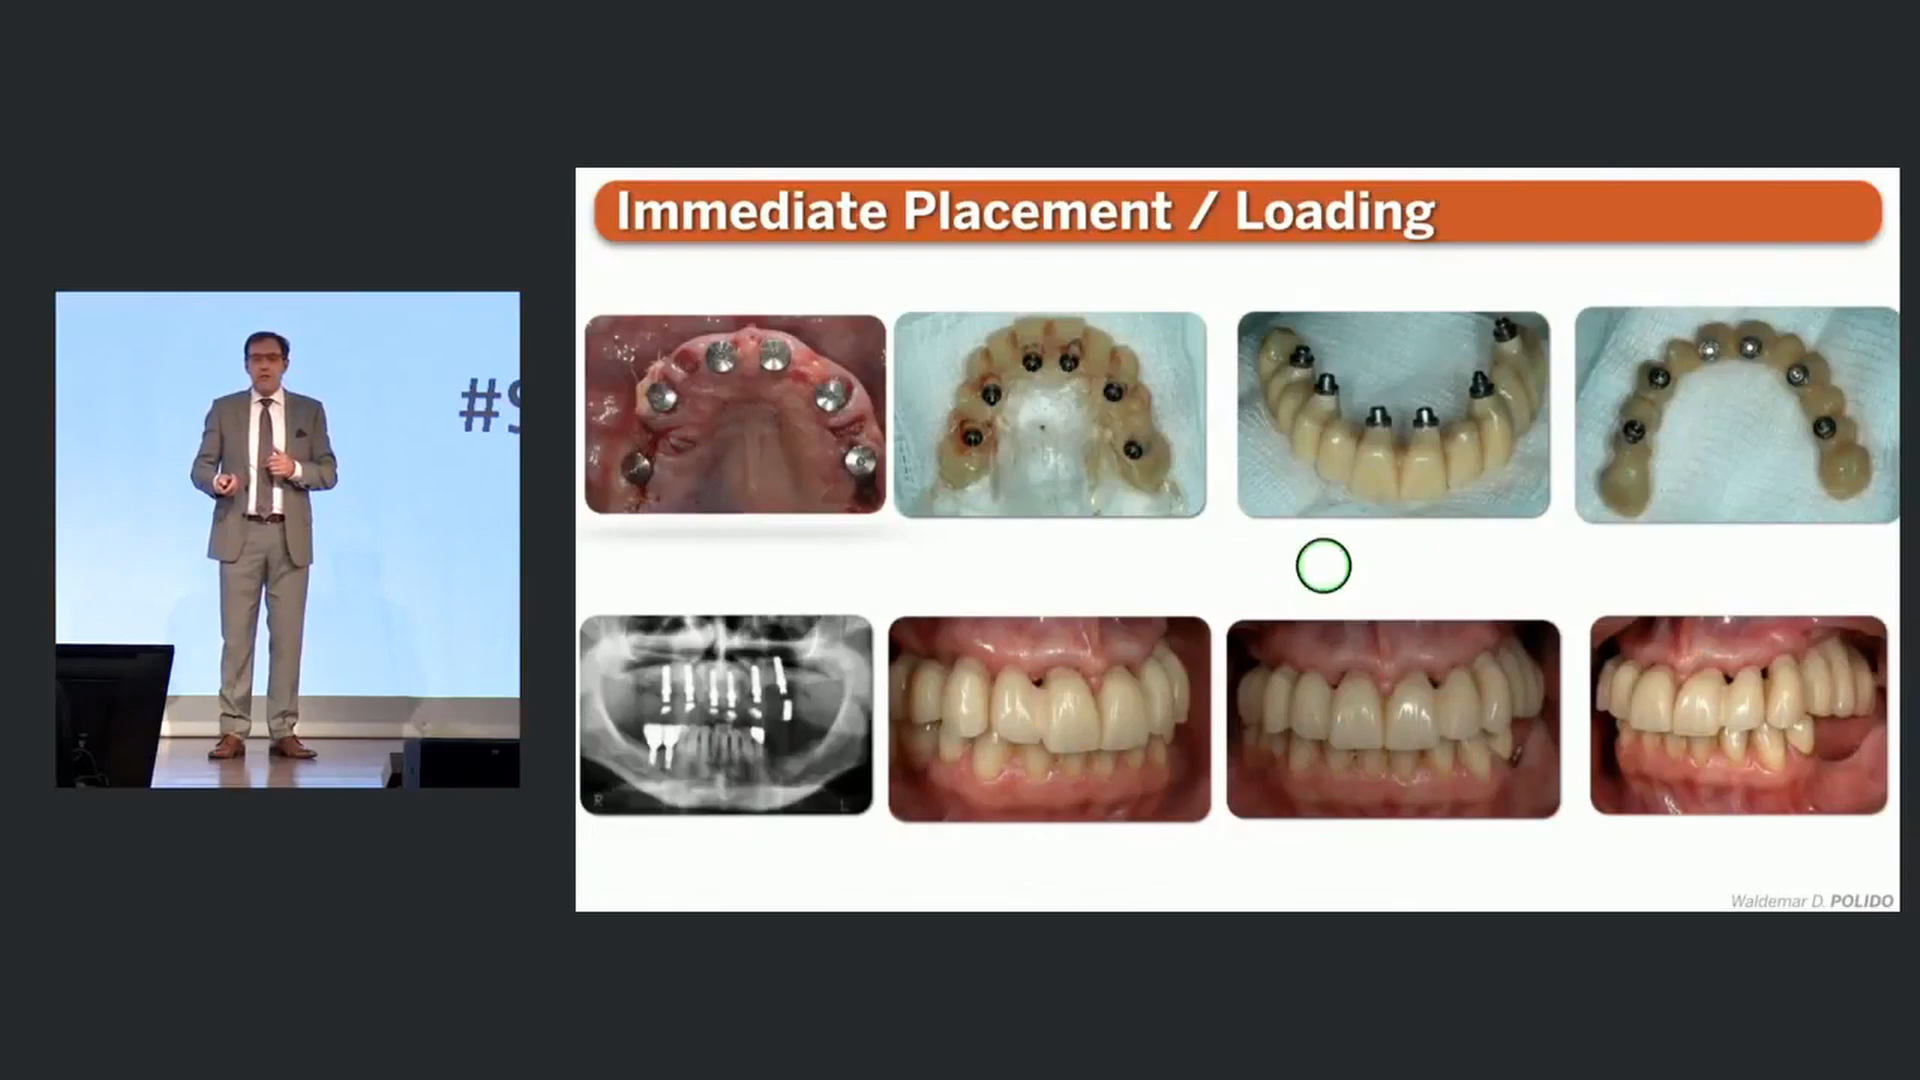 #S
Immediate Placement / Loading
R
L
Waldemar D. POLIDO